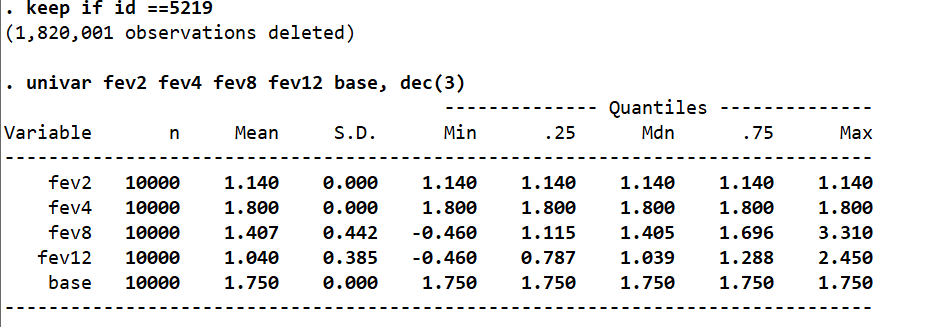 . keep if id ==5219
(1,820,001 observations deleted)
. univar fev2 fev4 fev8 fev12 base, dec(3)
-------------- Quantiles --------------
Variable n Mean S.D. Min .25 Mdn .75 Max
-------------------------------------------------------------------------------
fev2 10000 1.140 0.000 1.140 1.140 1.140 1.140 1.140
fev4 10000 1.800 0.000 1.800 1.800 1.800 1.800 1.800
fev8 10000 1.407 0.442 -0.460 1.115 1.405 1.696 3.310
fev12 10000 1.040 0.385 -0.460 0.787 1.039 1.288 2.450
base 10000 1.750 0.000 1.750 1.750 1.750 1.750 1.750
-------------------------------------------------------------------------------